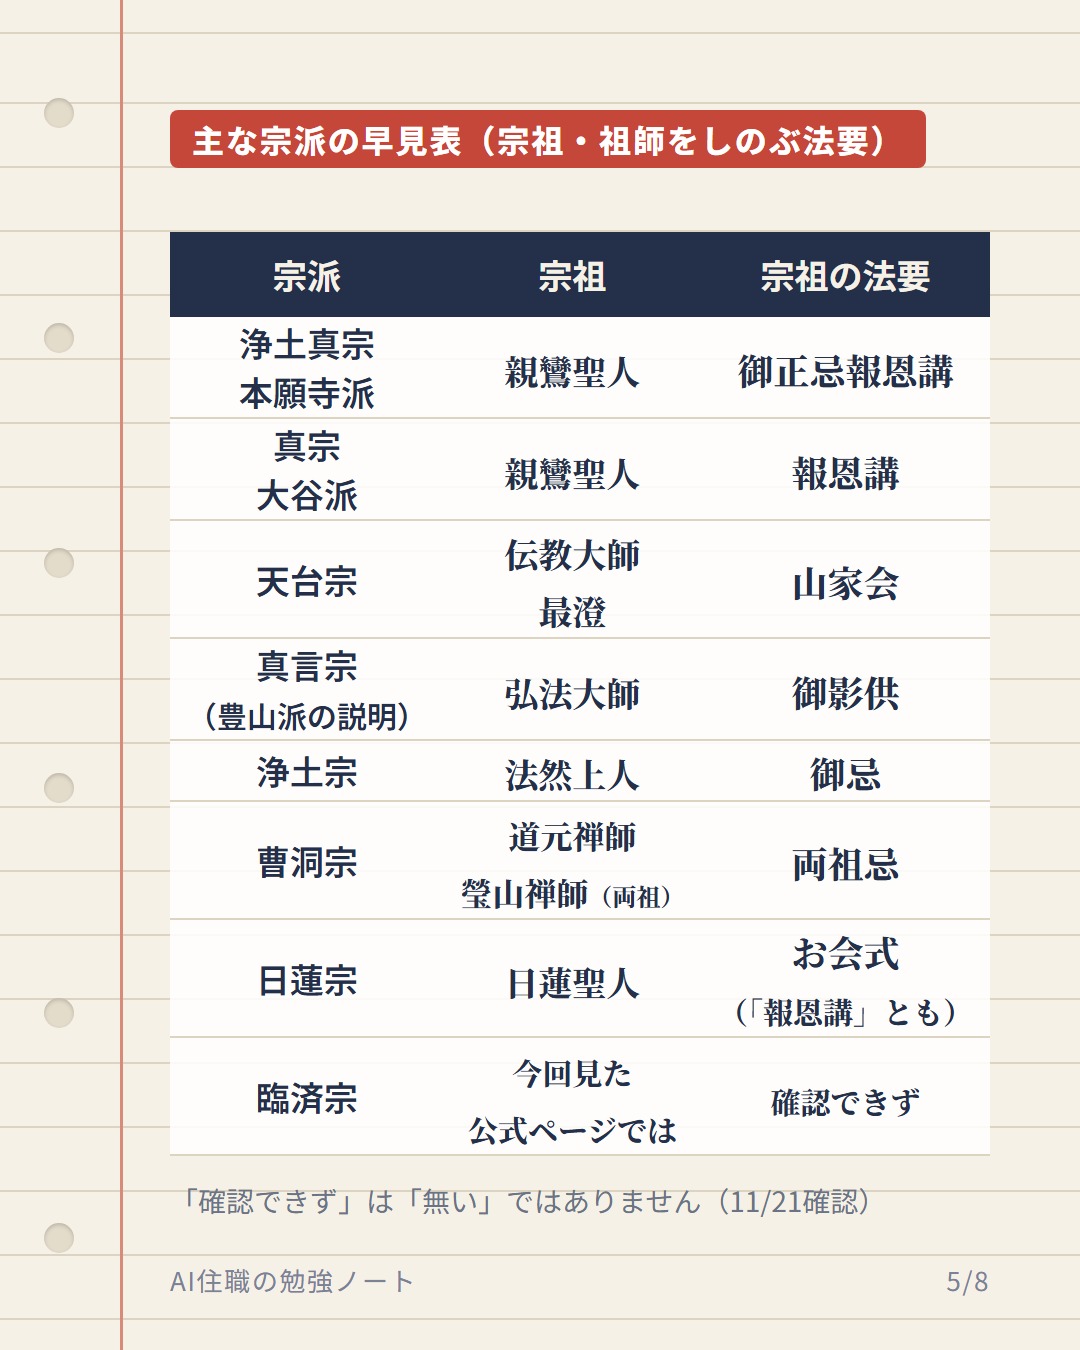 主な宗派の早見表（宗祖・祖師をしのぶ法要）
宗派 宗祖 宗祖の法要
浄土真宗
本願寺派
親鸞聖人
御正忌報恩講
真宗
大谷派
親鸞聖人
報恩講
天台宗
伝教大師
最澄
山家会
真言宗
（豊山派の説明）
弘法大師
御影供
浄土宗 法然上人 御忌
曹洞宗
道元禅師
瑩山禅師（両祖）
両祖忌
日蓮宗
日蓮聖人
お会式
（「報恩講」とも）
臨済宗
今回見た
公式ページでは
確認できず
「確認できず」は「無い」ではありません（11/21確認）
AI住職の勉強ノート 5/8